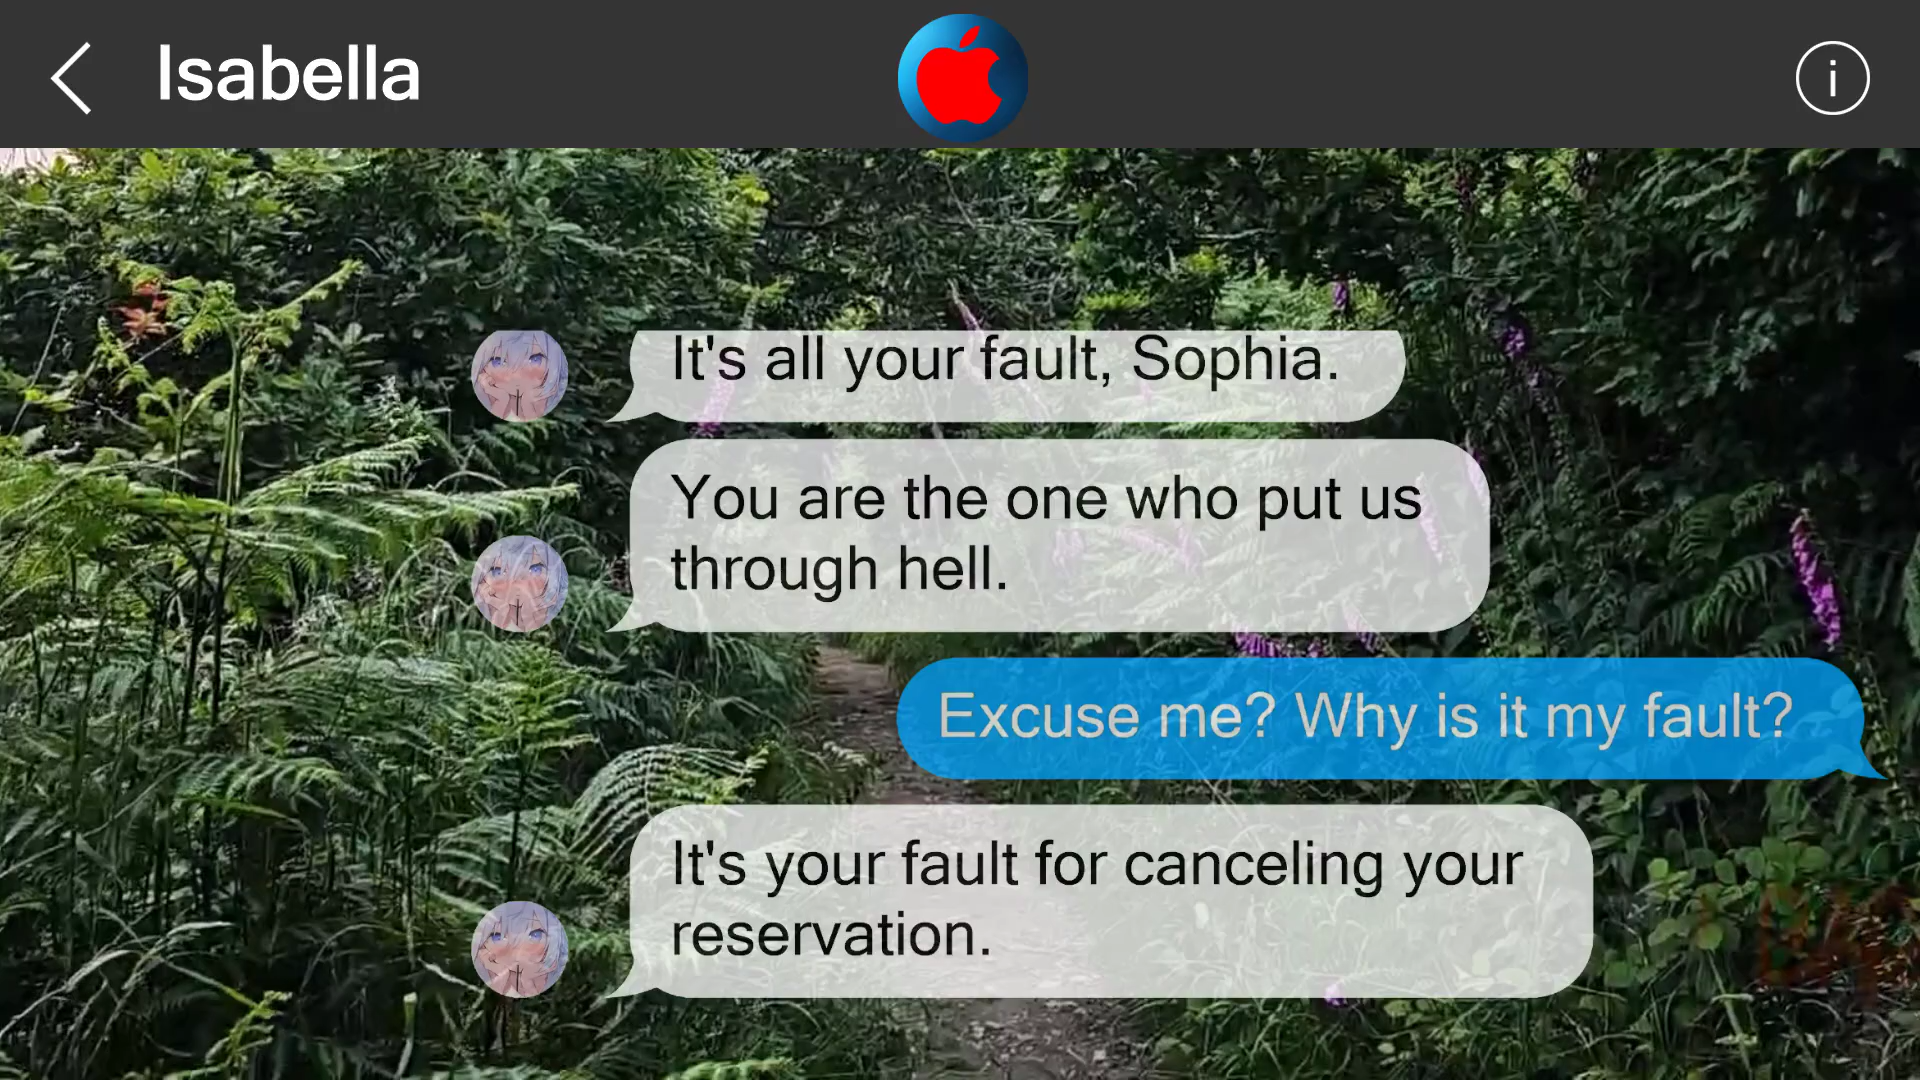 Isabella
It's all your fault, Sophia.
You are the one who put us
through hell.
Excuse me? Why is it my fault?
It's your fault for canceling your
reservation.